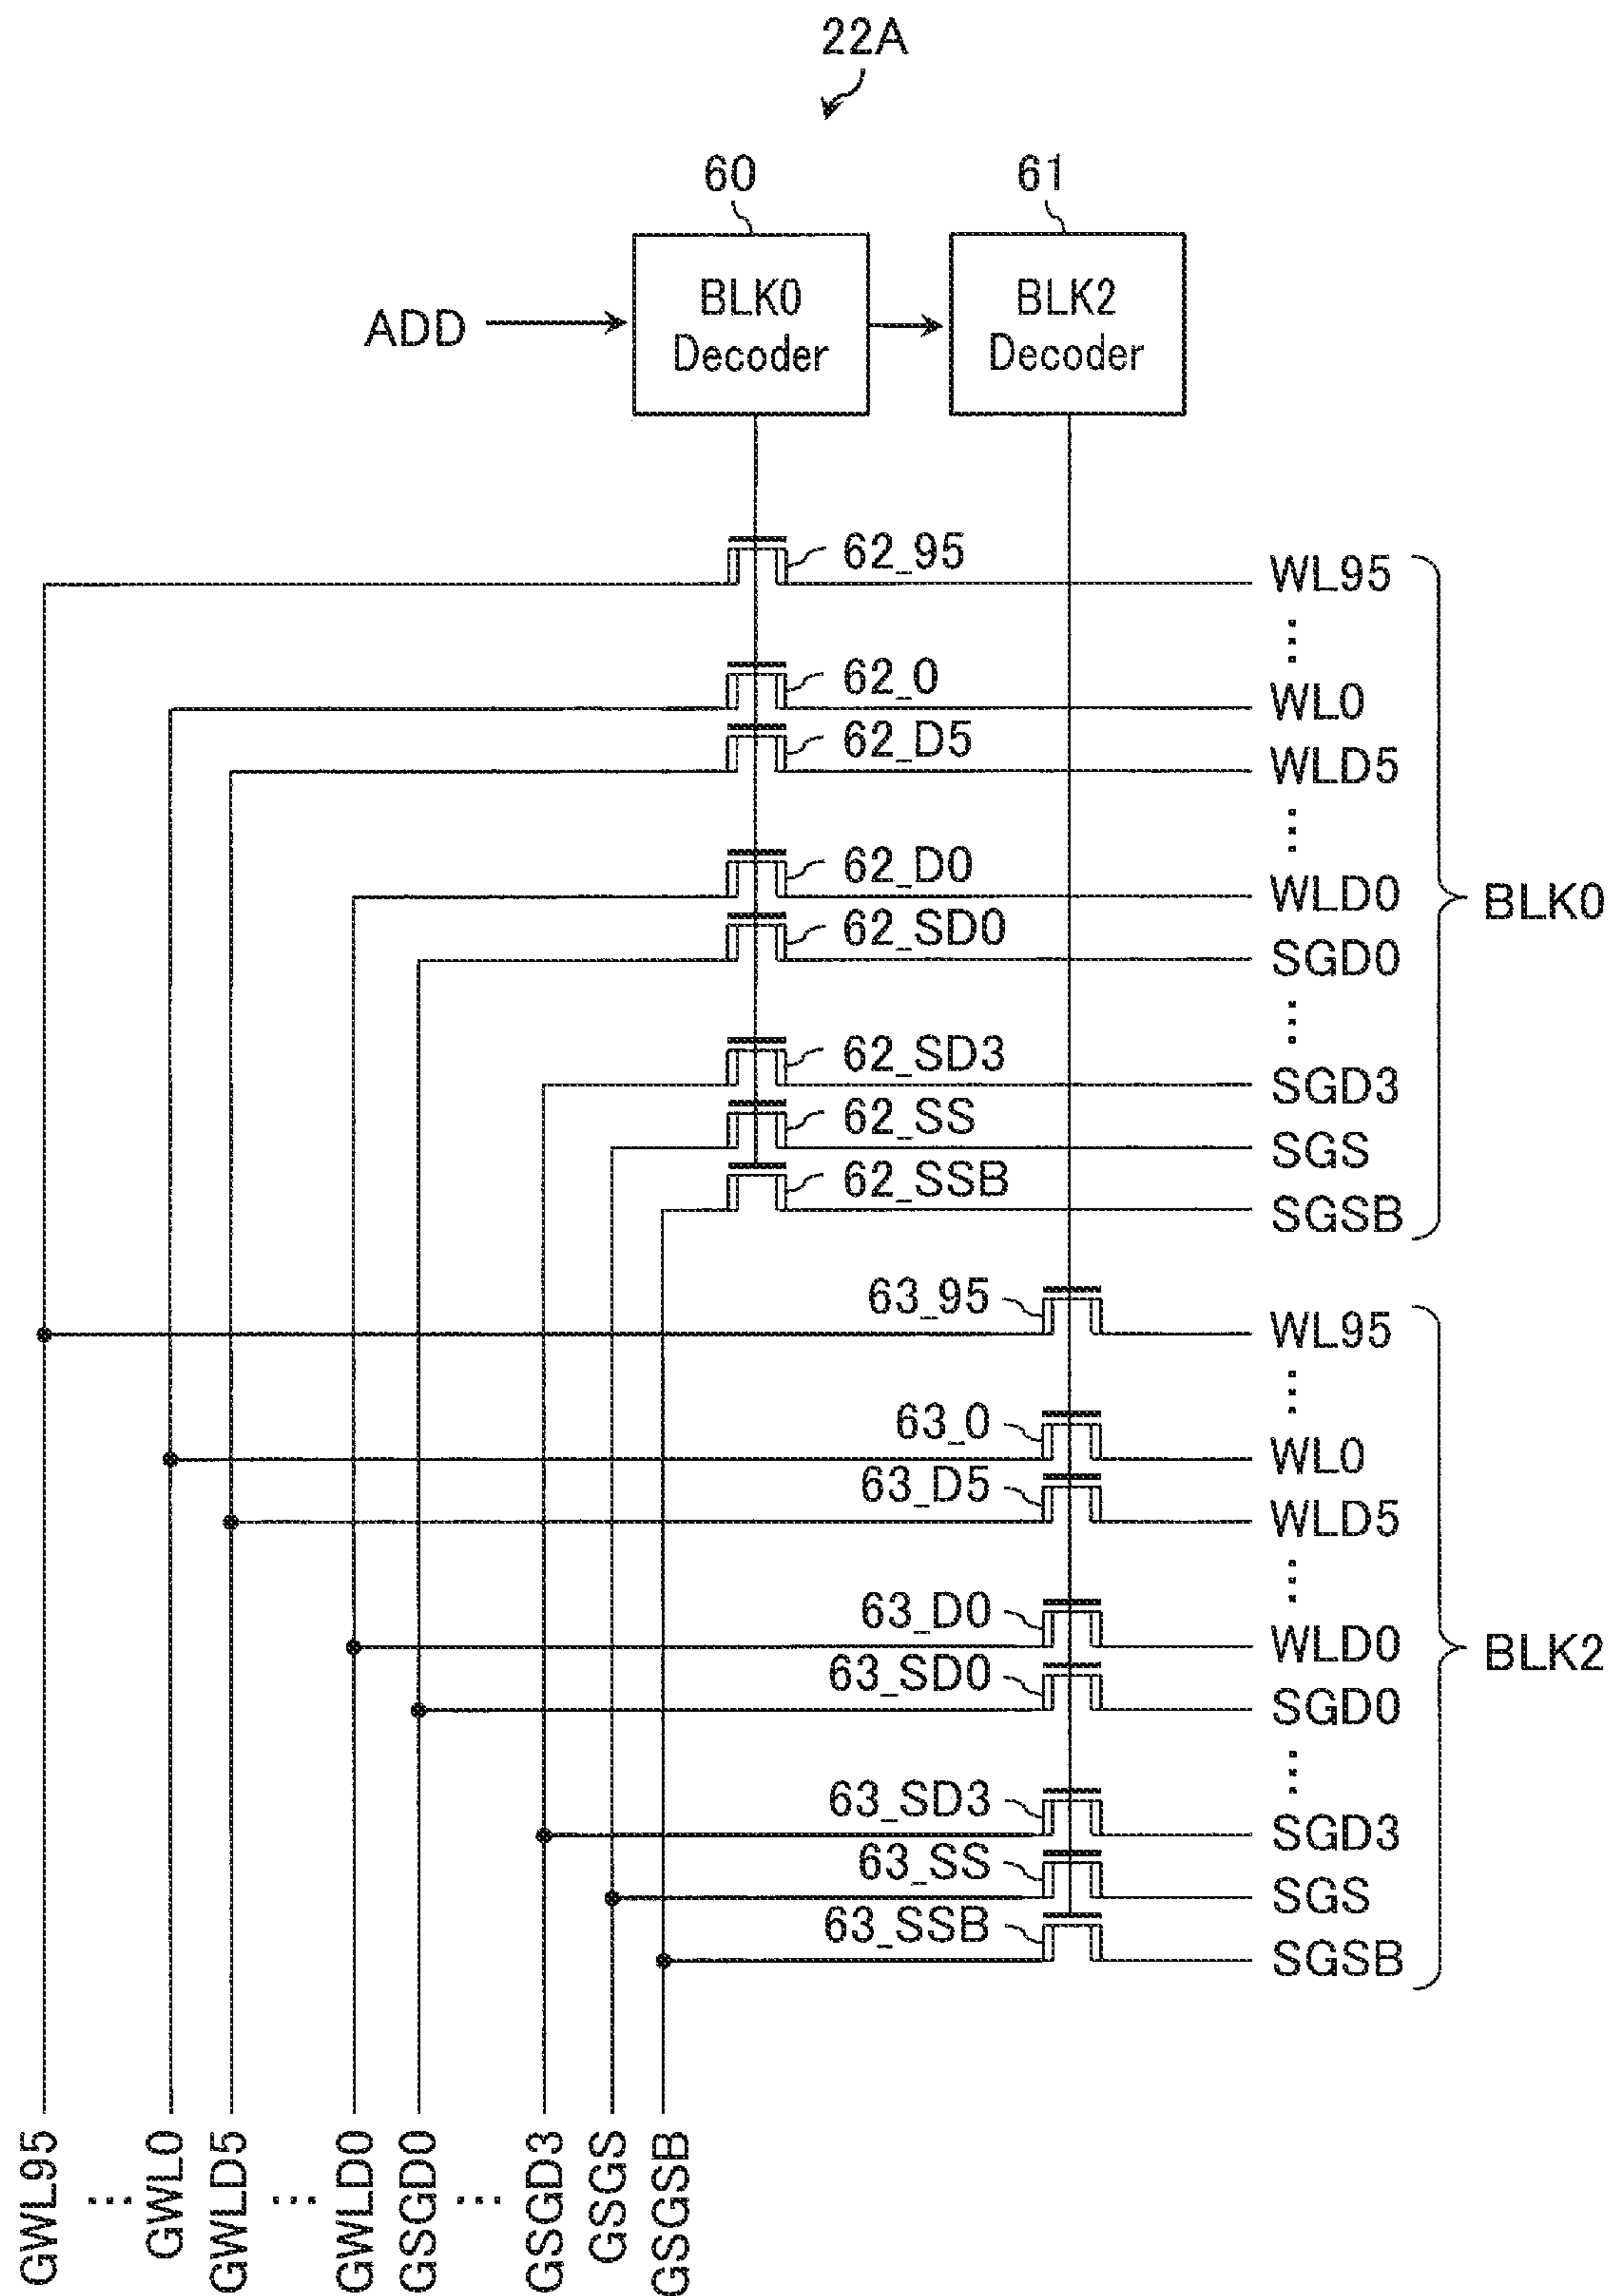 22A
60
61
ADD
BLK0
Decoder
BLK2
Decoder
62_95
WL95
62_0
WL0
62_D5
WLD5
62_D0
WLD0
BLK0
62_SD0
SGD0
62_SD3
SGD3
62_SS
SGS
62_SSB
SGSB
63_95
WL95
63_0
WL0
63_D5
WLD5
63_D0
WLD0
BLK2
63_SD0
SGD0
63_SD3
SGD3
63_SS
SGS
63_SSB
SGSB
GWL95
...
GWL0
GWLD5
...
GWLD0
GSGD0
...
GSGD3
GSGS
GSGSB